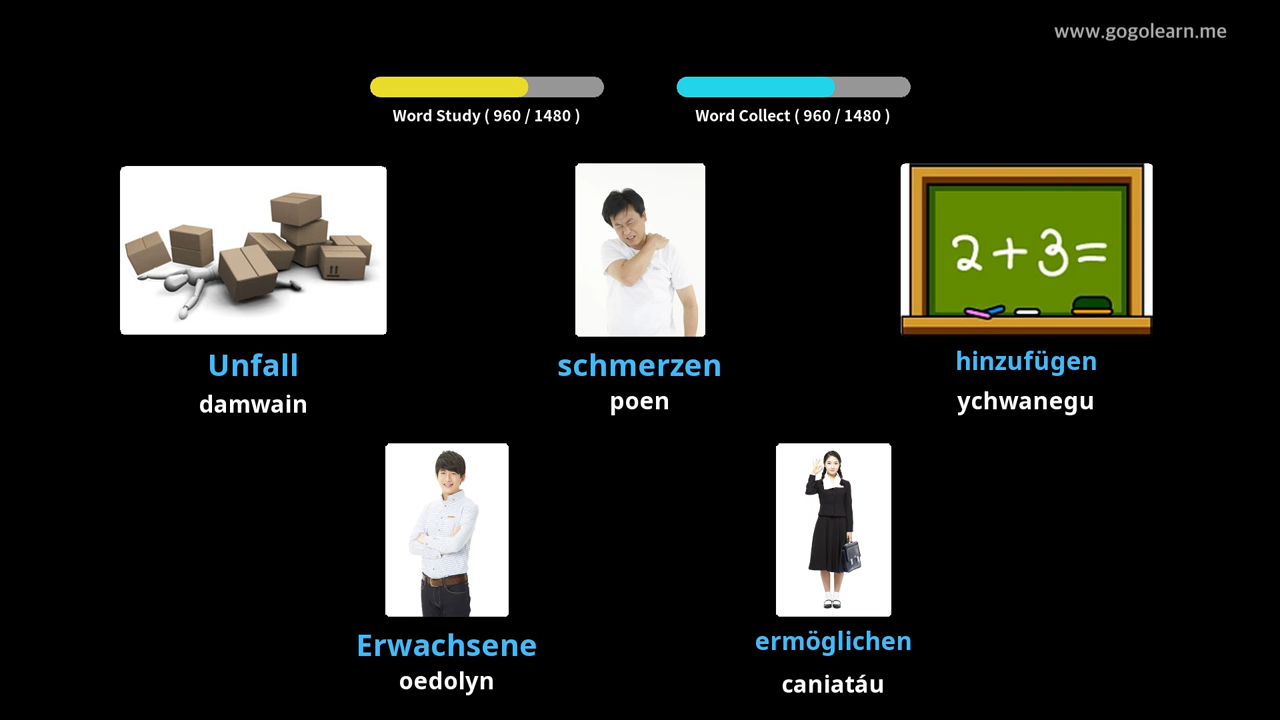 www.gogolearn.me
Word Study ( 960 / 1480 )
Word Collect ( 960 / 1480 )
2+3=
Unfall
damwain
schmerzen
poen
hinzufügen
ychwanegu
Erwachsene
oedolyn
ermöglichen
caniatáu